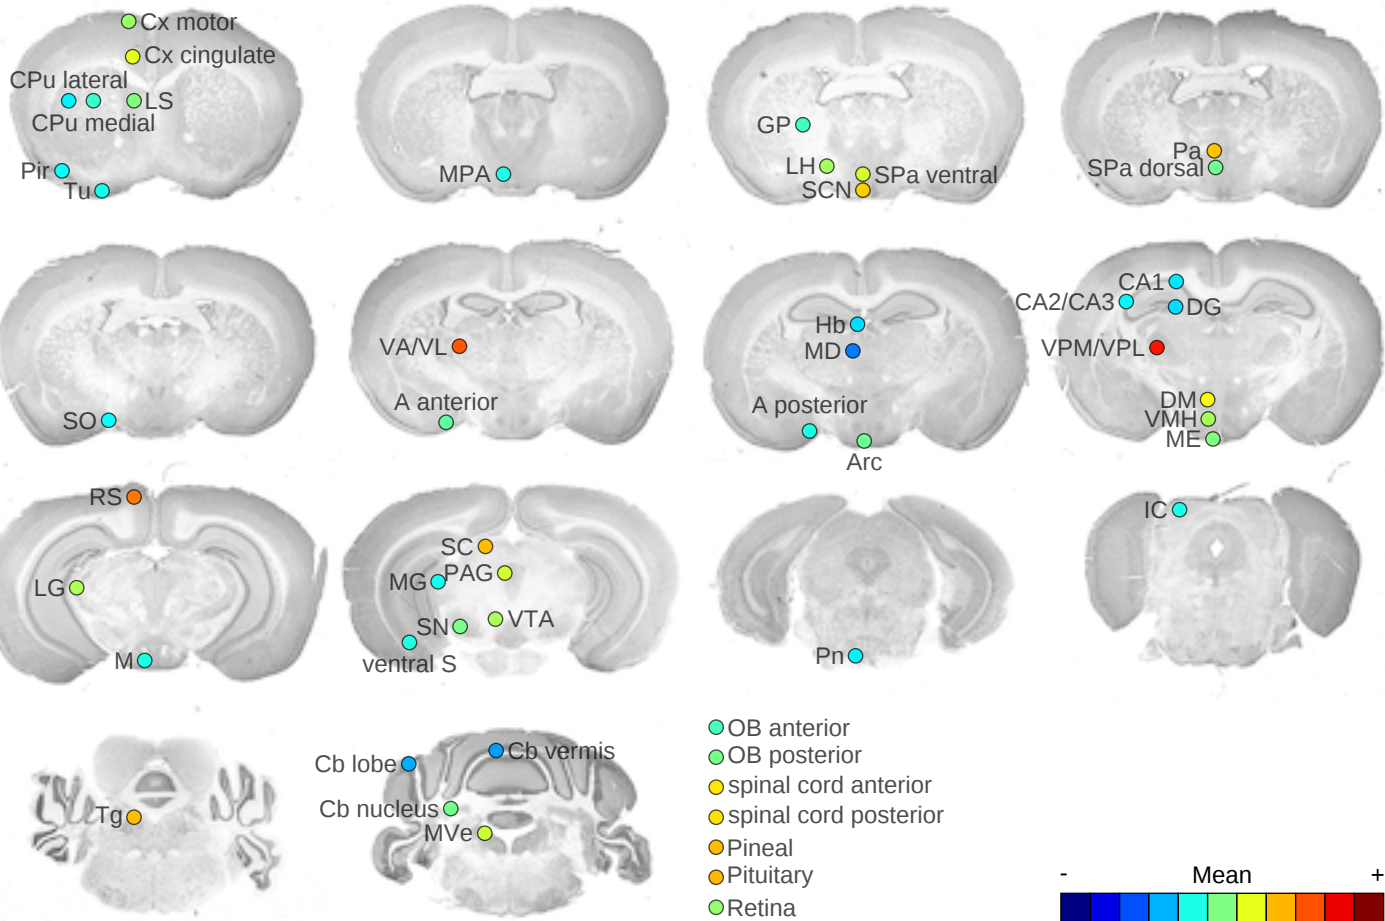 Cx motor
Cx cingulate
CPu lateral
LS
CPu medial
Pir
Tu
MPA
GP
LH
SPa ventral
SCN
Pa
SPa dorsal
SO
VA/VL
A anterior
Hb
MD
A posterior
Arc
CA1
CA2/CA3
DG
VPM/VPL
DM
VMH
ME
RS
LG
M
SC
PAG
MG
VTA
SN
ventral S
Pn
IC
Tg
Cb vermis
Cb lobe
Cb nucleus
MVe
OB anterior
OB posterior
spinal cord anterior
spinal cord posterior
Pineal
Pituitary
Retina
- Mean +